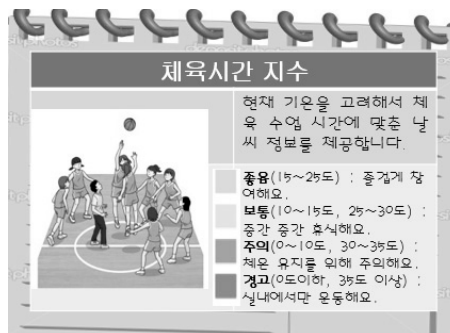 체육시간 지수
현재 기온을 고려해서 체
육 수업 시간에 맞춘 날
씨 정보를 제공합니다.
좋음(15~25도) : 즐겁게 참
여해요.
보통(10~15도, 25~30도) :
중간 중간 휴식해요.
주의(0~10도, 30~35도) :
체온 유지를 위해 주의해요.
경고(0도이하, 35도 이상) :
실내에서만 운동해요.